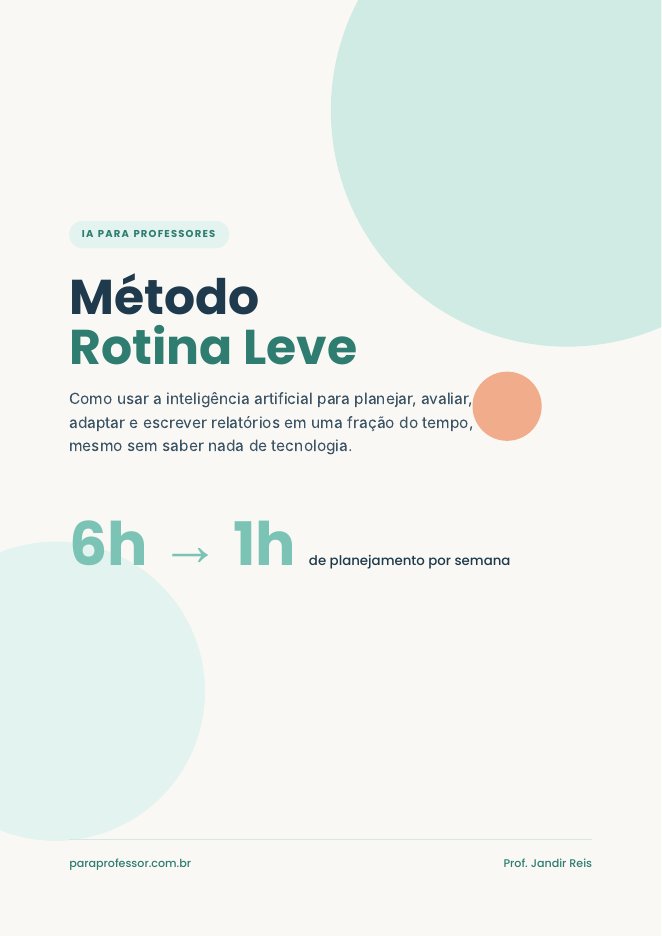 IA PARA PROFESSORES
Método
Rotina Leve
Como usar a inteligência artificial para planejar, avaliar,
adaptar e escrever relatórios em uma fração do tempo,
mesmo sem saber nada de tecnologia.
6h → 1h de planejamento por semana
paraprofessor.com.br
Prof. Jandir Reis